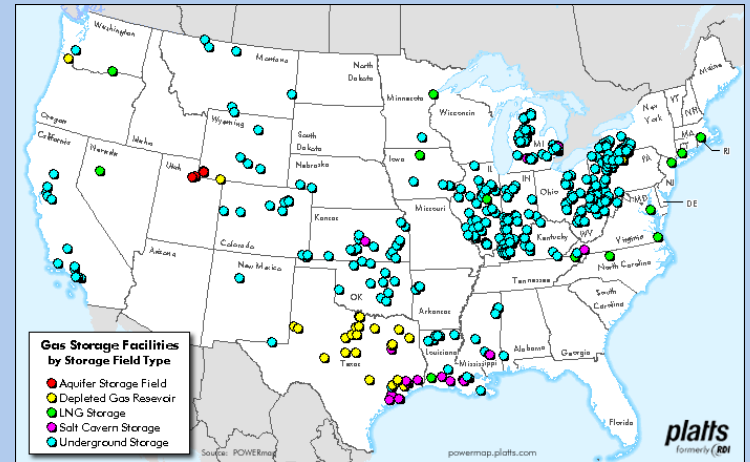 Washington
Montana
North
Dakota
Minnesota
Maine
VT
NH
New
York
Wisconsin
Oregon
Idaho
Wyoming
South
Dakota
MI
MA
CT
RI
California
Nevada
Utah
Nebraska
Iowa
IL
IN
Ohio
PA
NJ
MD
DE
Colorado
Kansas
Missouri
Kentucky
WV
Virginia
Arizona
New Mexico
OK
Arkansas
Tennessee
North Carolina
South
Carolina
Texas
Louisiana
Mississippi
Alabama
Georgia
Florida
Gas Storage Facilities
by Storage Field Type
Aquifer Storage Field
Depleted Gas Reservoir
LNG Storage
Salt Cavern Storage
Underground Storage
Source: POWERmap
powermap.platts.com
platts
formerly RDI